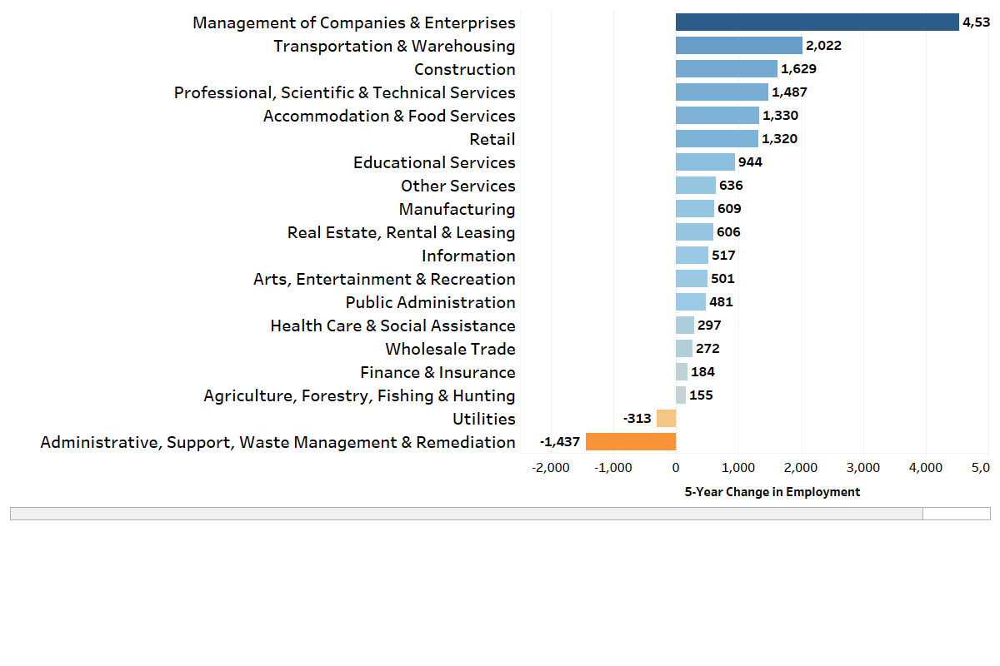 Management of Companies & Enterprises 4,53
Transportation & Warehousing 2,022
Construction 1,629
Professional, Scientific & Technical Services 1,487
Accommodation & Food Services 1,330
Retail 1,320
Educational Services 944
Other Services 636
Manufacturing 609
Real Estate, Rental & Leasing 606
Information 517
Arts, Entertainment & Recreation 501
Public Administration 481
Health Care & Social Assistance 297
Wholesale Trade 272
Finance & Insurance 184
Agriculture, Forestry, Fishing & Hunting 155
Utilities -313
Administrative, Support, Waste Management & Remediation -1,437
-2,000 -1,000 0 1,000 2,000 3,000 4,000 5,0
5-Year Change in Employment